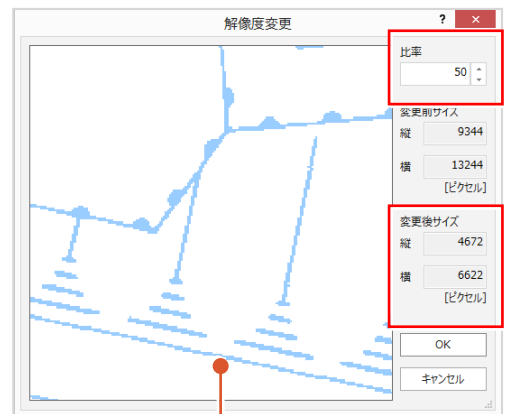 解像度変更
? ×
比率
50
変更前サイズ
縦 9344
横 13244
[ピクセル]
変更後サイズ
縦 4672
横 6622
[ピクセル]
OK
キャンセル